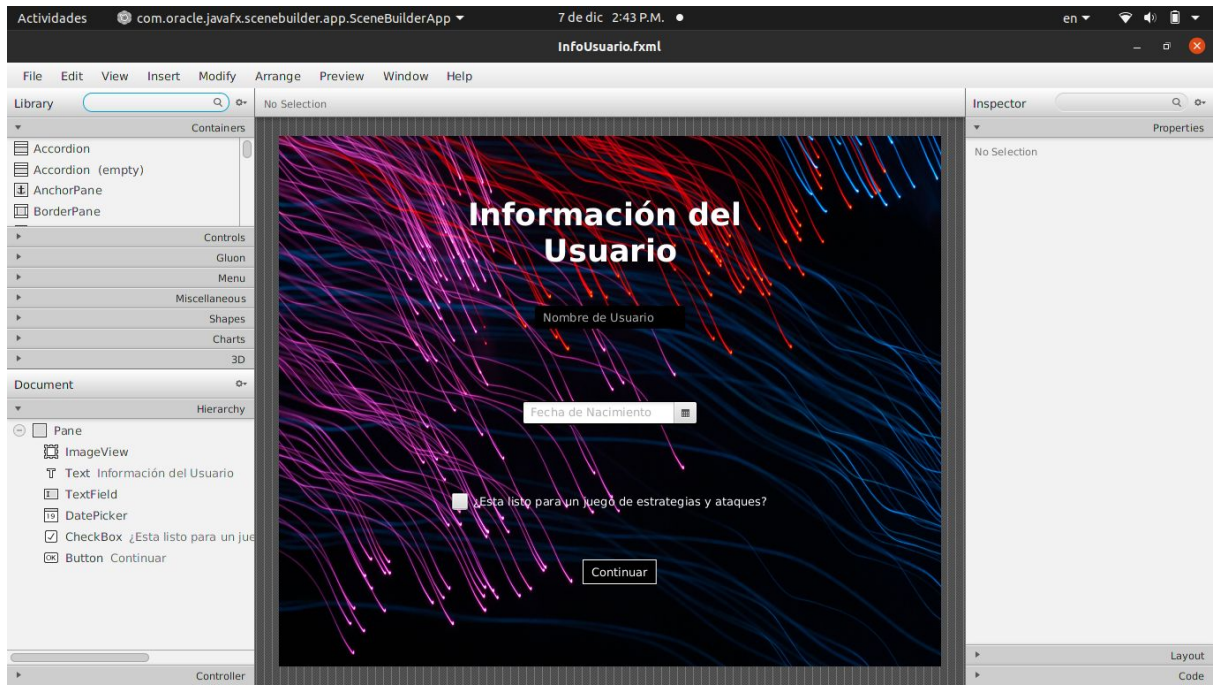 Actividades com.oracle.javafx.scenebuilder.app.SceneBuilderApp 7 de dic 2:43 P.M. en
InfoUsuario.fxml
File Edit View Insert Modify Arrange Preview Window Help
Library
No Selection
Inspector
Containers
Properties
Accordion
No Selection
Accordion (empty)
AnchorPane
BorderPane
Controls
Gluon
Menu
Miscellaneous
Shapes
Charts
3D
Document
Hierarchy
Pane
ImageView
Text Información del Usuario
TextField
DatePicker
CheckBox ¿Esta listo para un jue
Button Continuar
Controller
Información del
Usuario
Nombre de Usuario
Fecha de Nacimiento
¿Esta listo para un juego de estrategias y ataques?
Continuar
Layout
Code